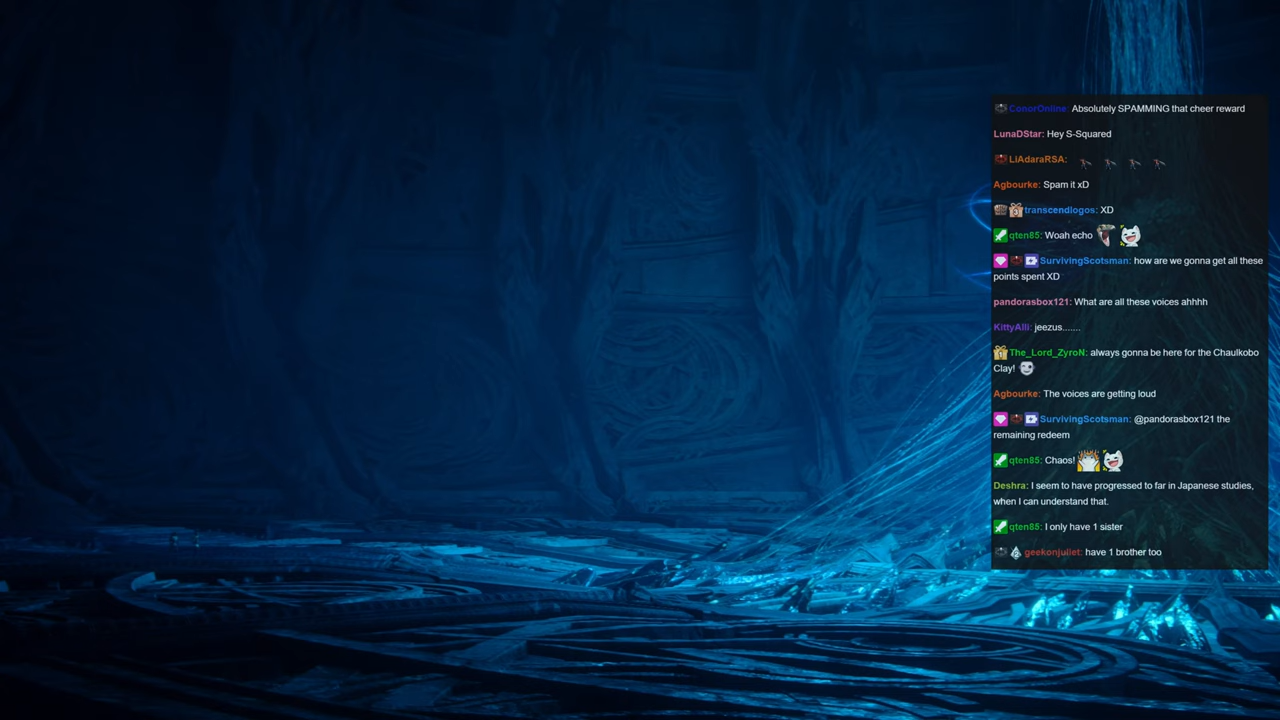 ConorOnline: Absolutely SPAMMING that cheer reward
LunaDStar: Hey S-Squared
LiAdaraRSA:
Agbourke: Spam it xD
transcendlogos: XD
qten85: Woah echo
SurvivingScotsman: how are we gonna get all these
points spent XD
pandorasbox121: What are all these voices ahhhh
KittyAlli: jeezus.......
The_Lord_ZyroN: always gonna be here for the Chaulkobo
Clay!
Agbourke: The voices are getting loud
SurvivingScotsman: @pandorasbox121 the
remaining redeem
qten85: Chaos!
Deshra: I seem to have progressed to far in Japanese studies,
when I can understand that.
qten85: I only have 1 sister
geekonjuliet: have 1 brother too